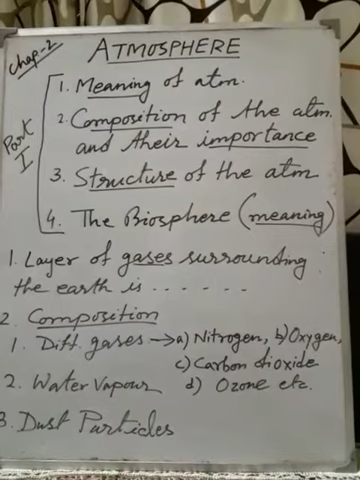 Chap-2
ATMOSPHERE
Part I
1. Meaning of atm.
2. Composition of the atm.
and their importance
3. Structure of the atm
4. The Biosphere (meaning)
1. Layer of gases surrounding
the earth is . . . . . .
2. Composition
1. Diff. gases → a) Nitrogen, b) Oxygen,
c) Carbon dioxide
2. Water Vapour d) Ozone etc.
3. Dust Particles